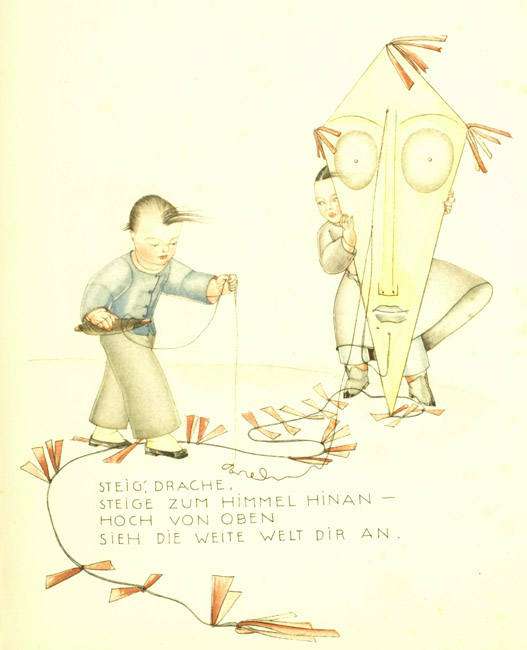 STEIG', DRACHE,
STEIGE ZUM HIMMEL HINAN –
HOCH VON OBEN
SIEH DIE WEITE WELT DIR AN.